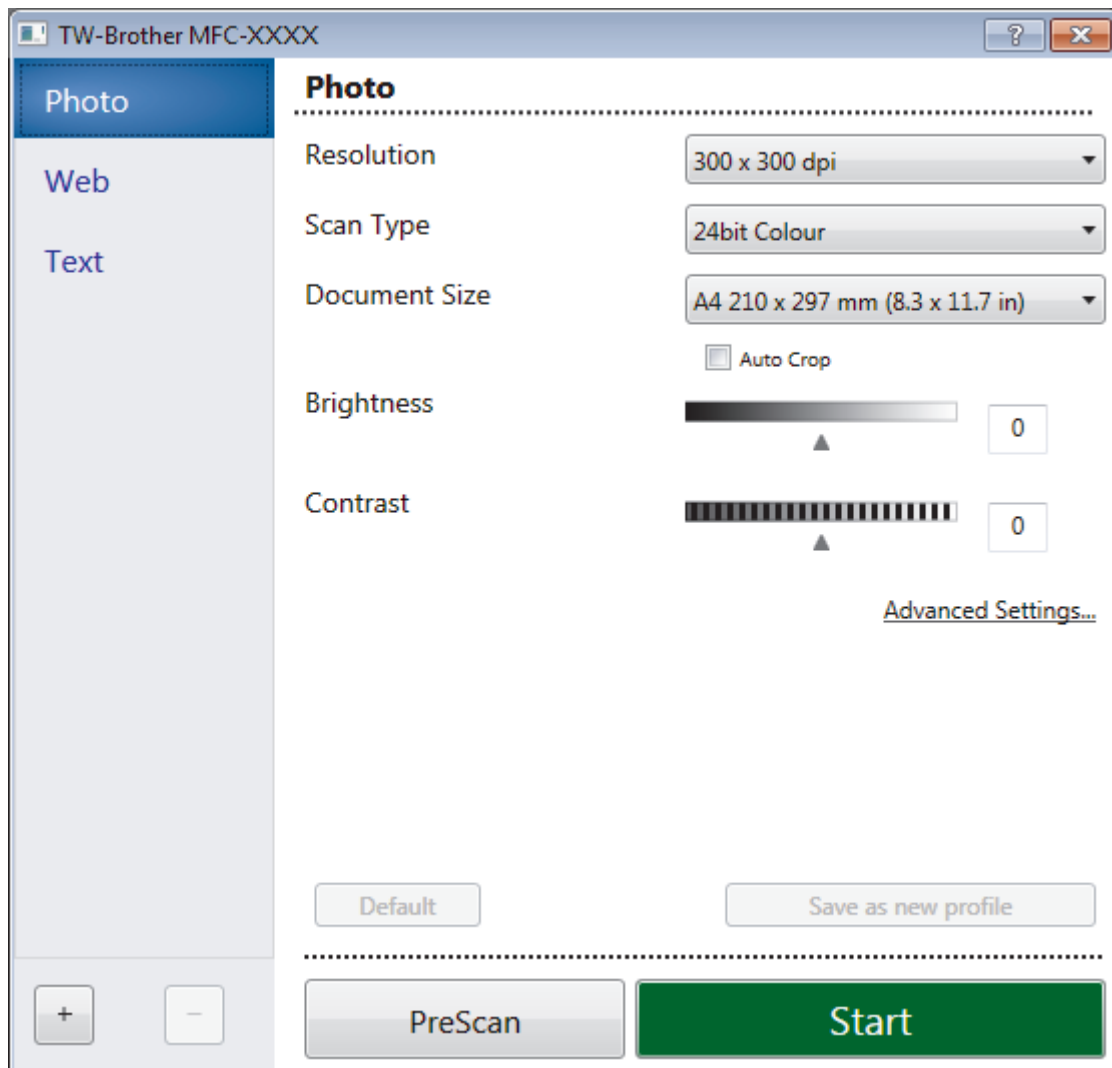 TW-Brother MFC-XXXX
?
Photo
Web
Text
Photo
Resolution
300 x 300 dpi
Scan Type
24bit Colour
Document Size
A4 210 x 297 mm (8.3 x 11.7 in)
Auto Crop
Brightness
0
Contrast
0
Advanced Settings...
Default
Save as new profile
+
−
PreScan
Start